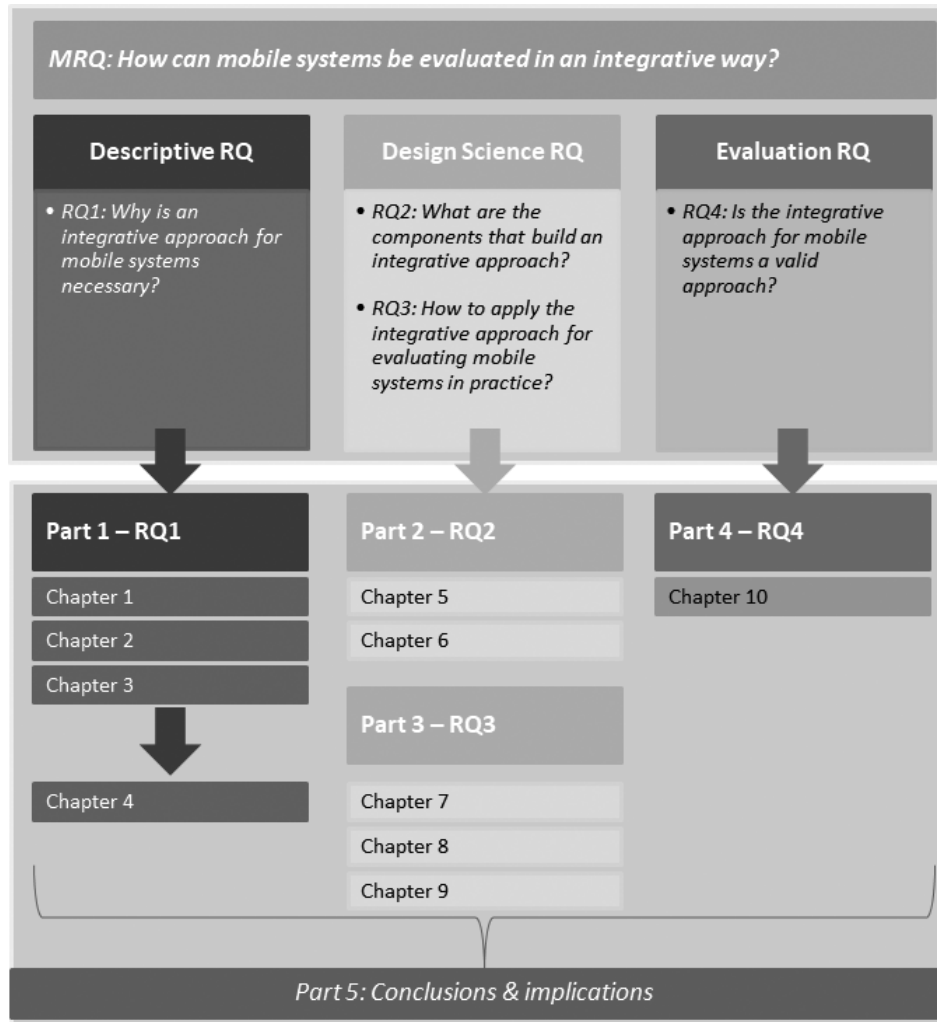 MRQ: How can mobile systems be evaluated in an integrative way?
Descriptive RQ
• RQ1: Why is an
integrative approach for
mobile systems
necessary?
Design Science RQ
• RQ2: What are the
components that build an
integrative approach?
• RQ3: How to apply the
integrative approach for
evaluating mobile
systems in practice?
Evaluation RQ
• RQ4: Is the integrative
approach for mobile
systems a valid
approach?
Part 1 – RQ1
Chapter 1
Chapter 2
Chapter 3
Chapter 4
Part 2 – RQ2
Chapter 5
Chapter 6
Part 3 – RQ3
Chapter 7
Chapter 8
Chapter 9
Part 4 – RQ4
Chapter 10
Part 5: Conclusions & implications